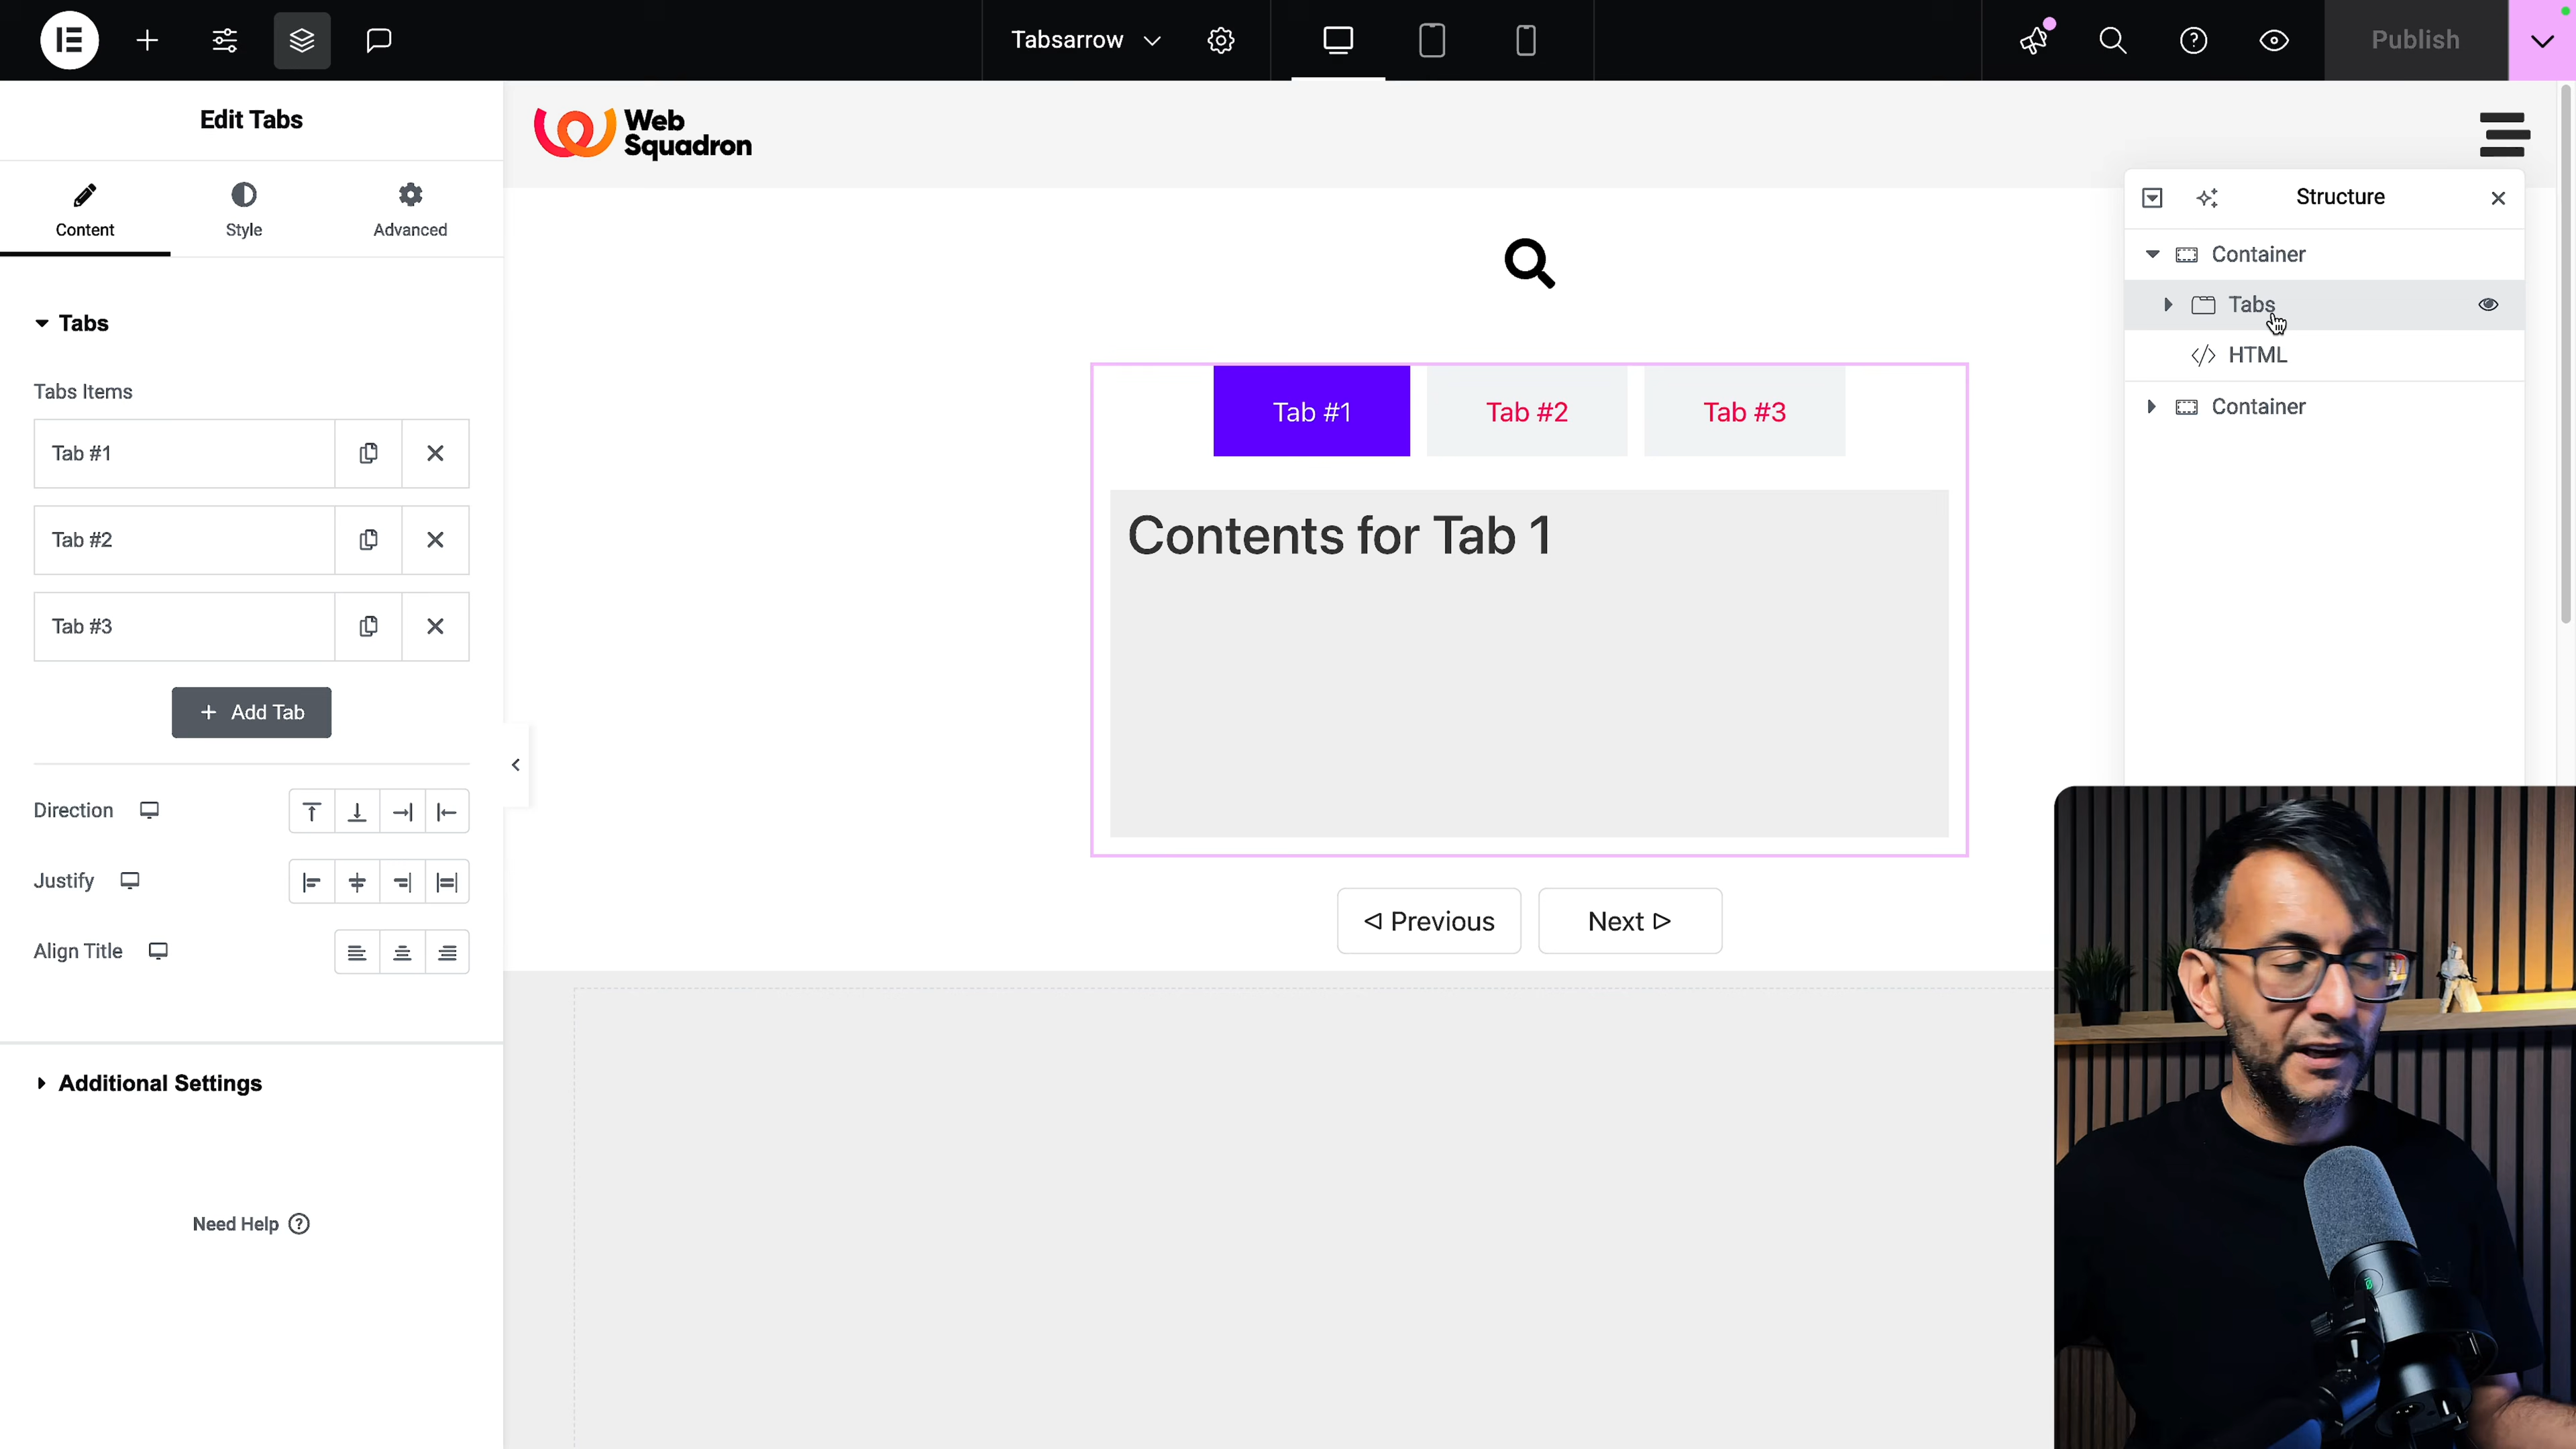 Tabsarrow
Publish
Edit Tabs
Content
Style
Advanced
Tabs
Tabs Items
Tab #1
Tab #2
Tab #3
+ Add Tab
Direction
Justify
Align Title
Additional Settings
Need Help
Web
Squadron
Tab #1
Tab #2
Tab #3
Contents for Tab 1
Previous
Next
Structure
Container
Tabs
HTML
Container